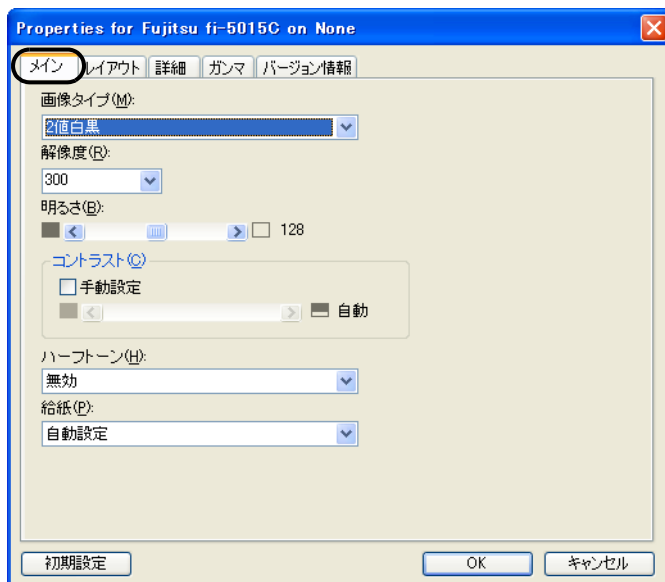 Properties for Fujitsu fi-5015C on None
メイン レイアウト 詳細 ガンマ バージョン情報
画像タイプ(M):
2値白黒
解像度(R):
300
明るさ(B):
128
コントラスト(C)
手動設定
自動
ハーフトーン(H):
無効
給紙(P):
自動設定
初期設定 OK キャンセル